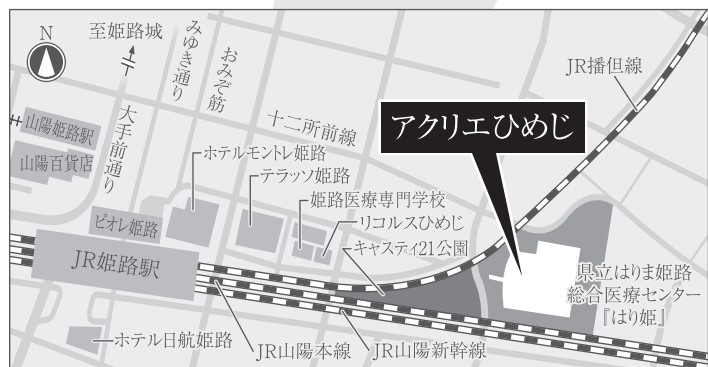 N
至姫路城
みゆき通り
おみぞ筋
大手前通り
十二所前線
JR播但線
アクリエひめじ
山陽姫路駅
山陽百貨店
ホテルモントレ姫路
テラッソ姫路
姫路医療専門学校
リコルスひめじ
キャスティ21公園
ピオレ姫路
JR姫路駅
県立はりま姫路
総合医療センター
『はり姫』
ホテル日航姫路
JR山陽本線
JR山陽新幹線